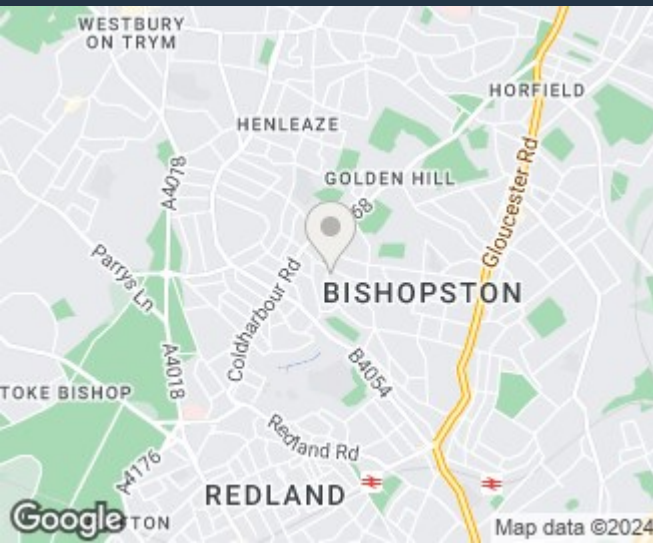 WESTBURY
ON TRYM
HORFIELD
HENLEAZE
A4018
GOLDEN HILL
68
Gloucester Rd
Parrys Ln
Coldharbour Rd
BISHOPSTON
A4018
B4054
TOKE BISHOP
Redland Rd
A4176
REDLAND
Google
FTON
Map data ©2024